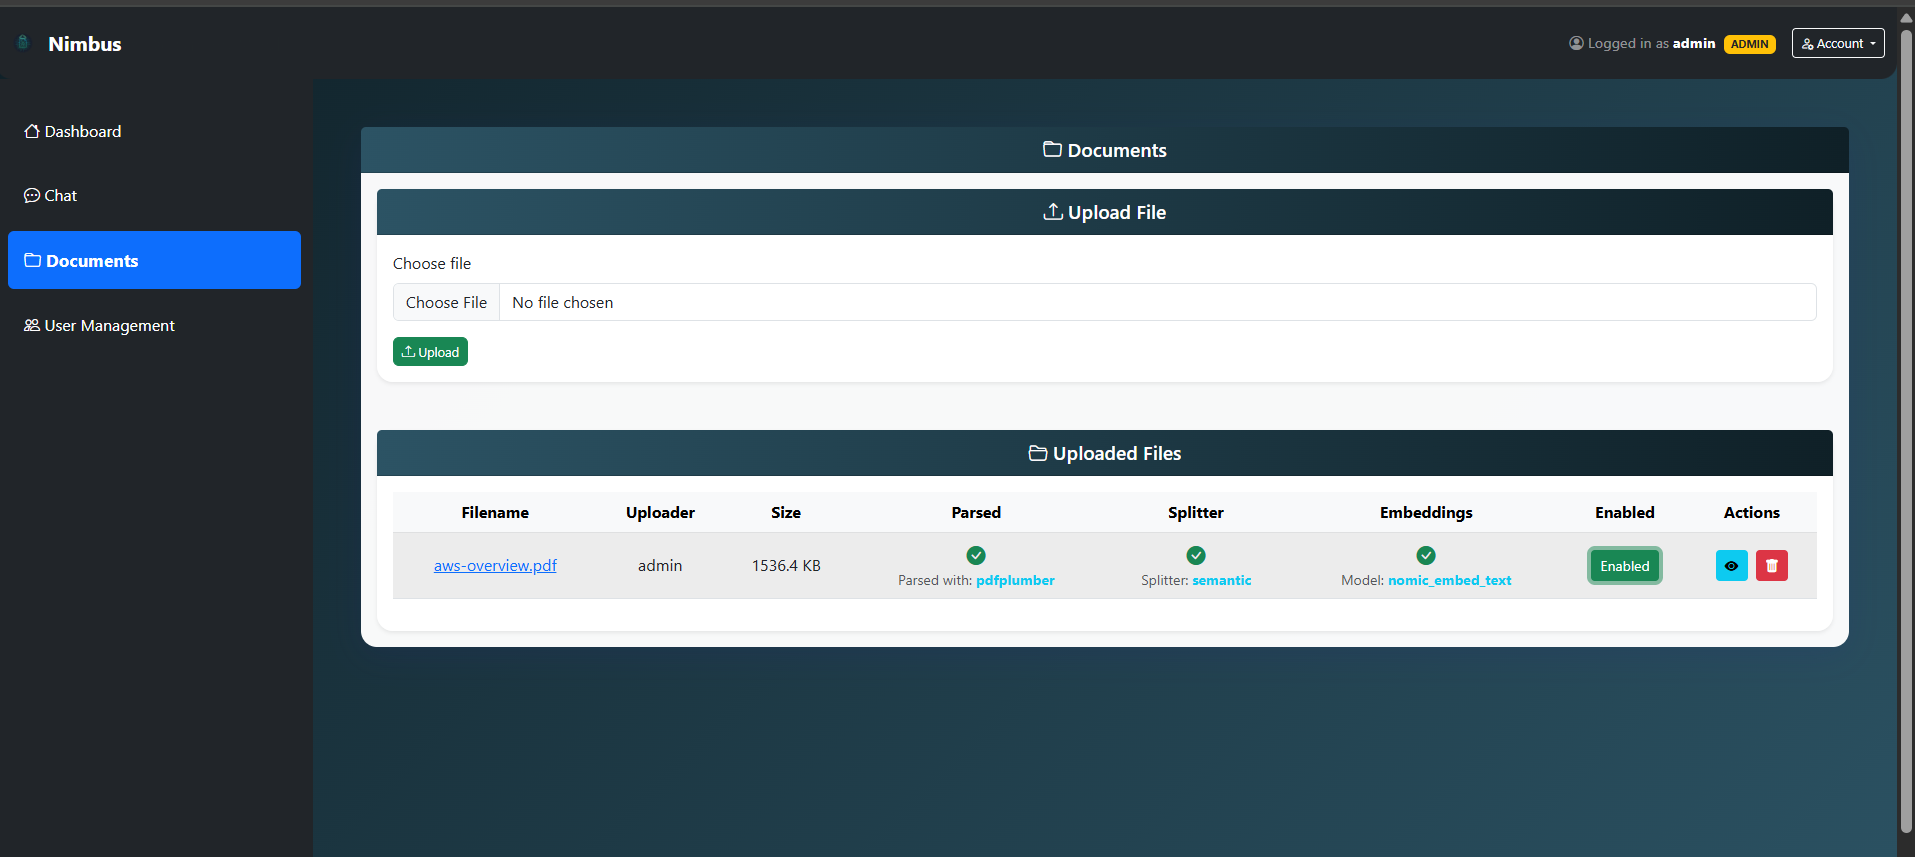 Nimbus
Logged in as admin ADMIN Account
Dashboard
Chat
Documents
User Management
Documents
Upload File
Choose file
Choose File No file chosen
Upload
Uploaded Files
Filename Uploader Size Parsed Splitter Embeddings Enabled Actions
aws-overview.pdf admin 1536.4 KB Enabled
Parsed with: pdfplumber Splitter: semantic Model: nomic_embed_text